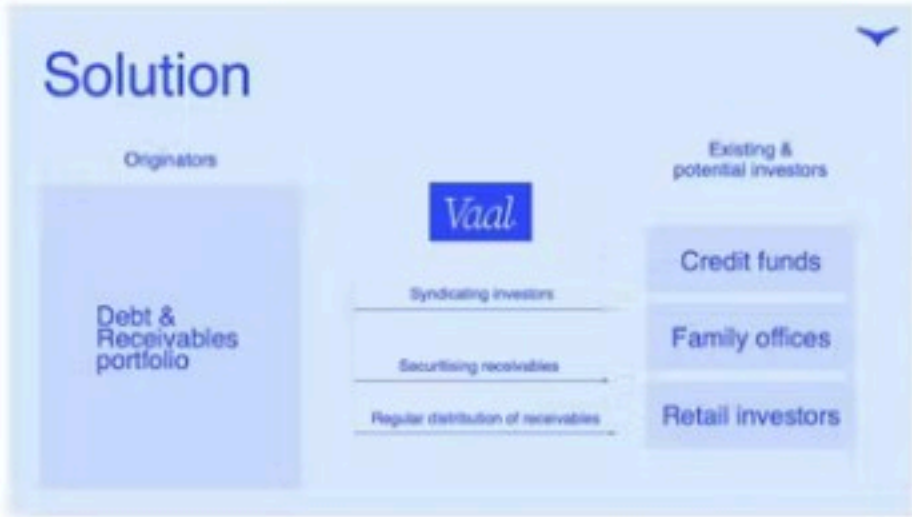 Solution
Originators
Debt &
Receivables
portfolio
Vaal
Syndicating investors
Securitising receivables
Regular distribution of receivables
Existing &
potential investors
Credit funds
Family offices
Retail investors